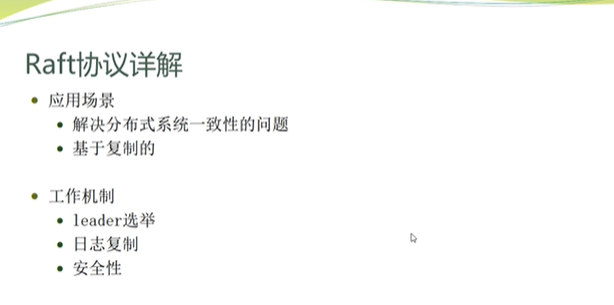 Raft协议详解
应用场景
解决分布式系统一致性的问题
基于复制的
工作机制
leader选举
日志复制
安全性